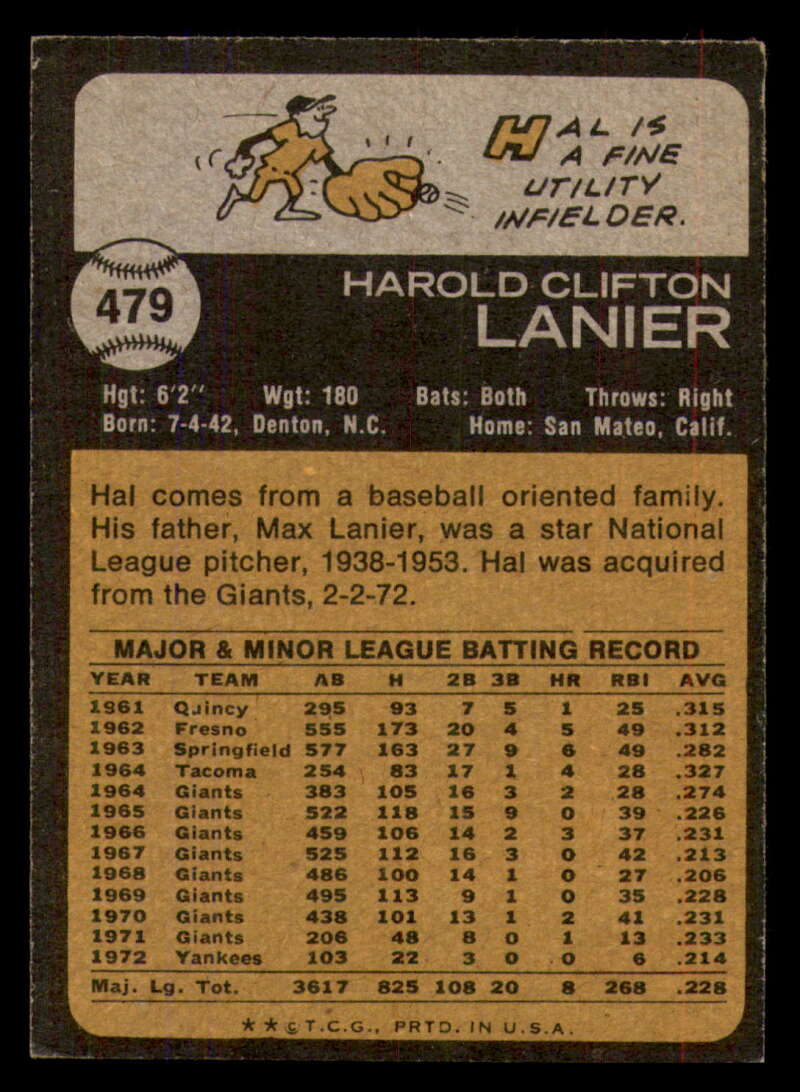 HAL IS
A FINE
UTILITY
INFIELDER.
479
HAROLD CLIFTON
LANIER
Hgt: 6'2" Wgt: 180 Bats: Both Throws: Right
Born: 7-4-42, Denton, N.C. Home: San Mateo, Calif.
Hal comes from a baseball oriented family.
His father, Max Lanier, was a star National
League pitcher, 1938-1953. Hal was acquired
from the Giants, 2-2-72.
MAJOR & MINOR LEAGUE BATTING RECORD
YEAR TEAM AB H 2B 3B HR RBI AVG
1961 Quincy 295 93 7 5 1 25 .315
1962 Fresno 555 173 20 4 5 49 .312
1963 Springfield 577 163 27 9 6 49 .282
1964 Tacoma 254 83 17 1 4 28 .327
1964 Giants 383 105 16 3 2 28 .274
1965 Giants 522 118 15 9 0 39 .226
1966 Giants 459 106 14 2 3 37 .231
1967 Giants 525 112 16 3 0 42 .213
1968 Giants 486 100 14 1 0 27 .206
1969 Giants 495 113 9 1 0 35 .228
1970 Giants 438 101 13 1 2 41 .231
1971 Giants 206 48 8 0 1 13 .233
1972 Yankees 103 22 3 0 0 6 .214
Maj. Lg. Tot. 3617 825 108 20 8 268 .228
**©T.C.G., PRTD. IN U.S.A.